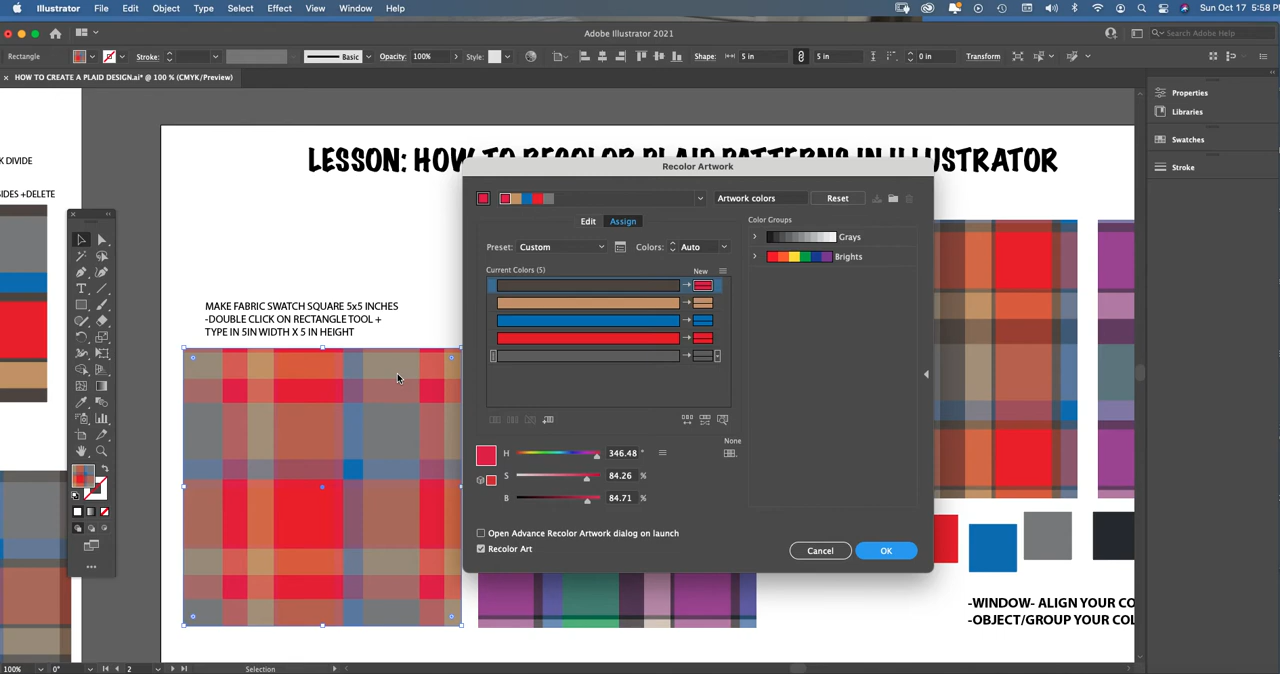 Illustrator File Edit Object Type Select Effect View Window Help Sun Oct 17 5:58 P
Adobe Illustrator 2021
Search Adobe Help
Rectangle Stroke: Basic Opacity: 100% Style: Shape: 5 in 5 in 0 in Transform
HOW TO CREATE A PLAID DESIGN.ai* @ 100 % (CMYK/Preview)
Properties
Libraries
Swatches
Stroke
K DIVIDE
SIDES +DELETE
LESSON: HOW TO RECOLOR PLAID PATTERNS IN ILLUSTRATOR
MAKE FABRIC SWATCH SQUARE 5x5 INCHES
-DOUBLE CLICK ON RECTANGLE TOOL +
TYPE IN 5IN WIDTH X 5 IN HEIGHT
Recolor Artwork
Artwork colors Reset
Edit Assign
Color Groups
Preset: Custom Colors: Auto
Grays
Brights
Current Colors (5) New
None
H 346.48 °
S 84.26 %
B 84.71 %
Open Advance Recolor Artwork dialog on launch
Recolor Art
Cancel OK
-WINDOW- ALIGN YOUR CO
-OBJECT/GROUP YOUR COL
100% 0° 2 Selection